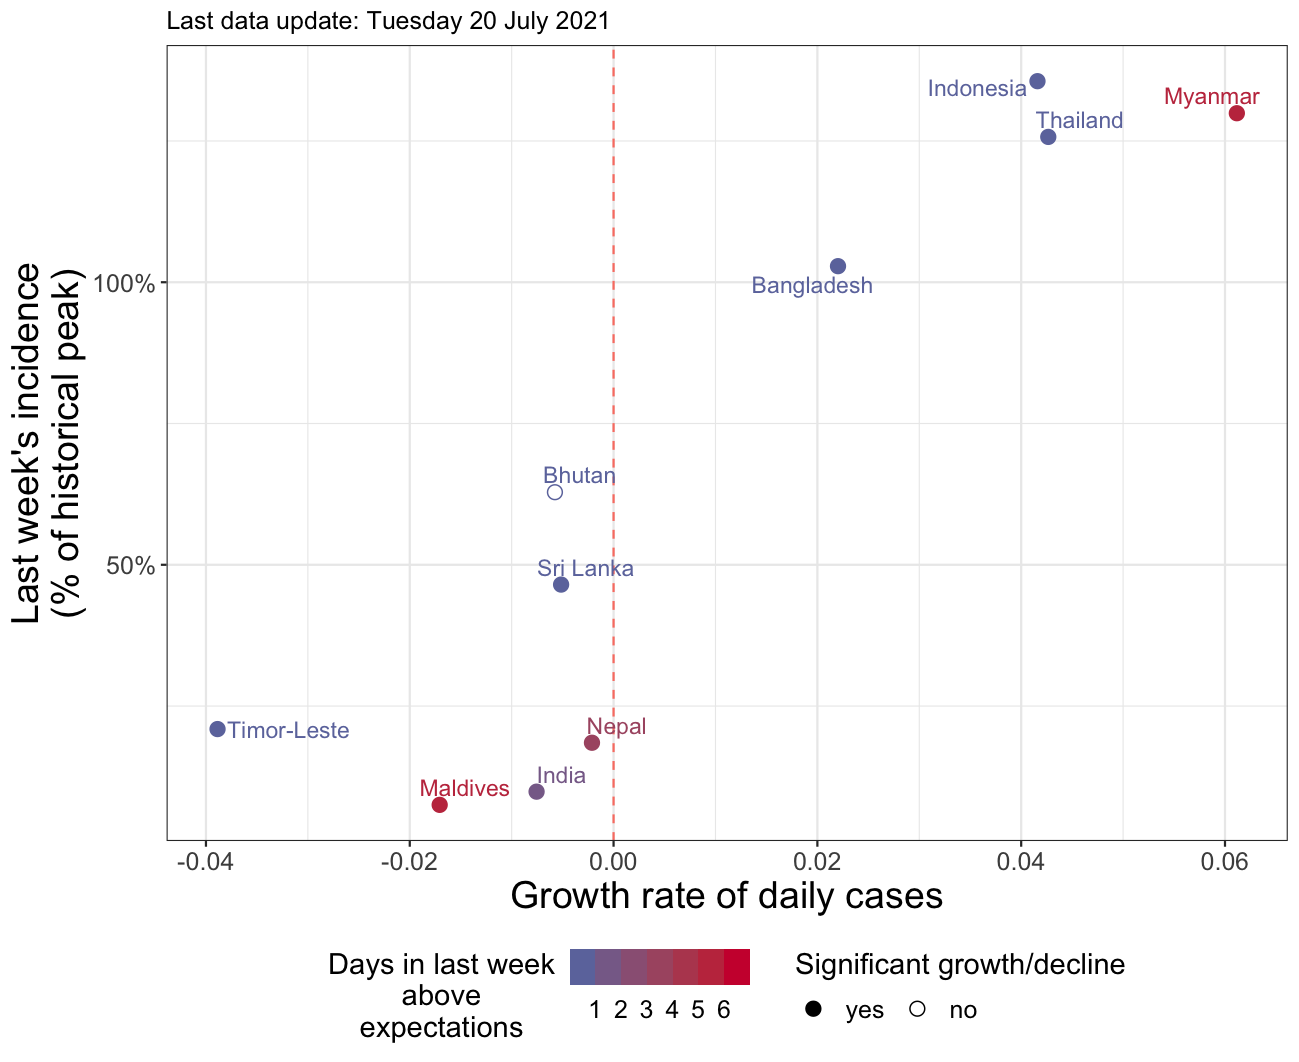 Last data update: Tuesday 20 July 2021
Indonesia
Myanmar
Thailand
100%
Bangladesh
Last week's incidence
(% of historical peak)
Bhutan
50%
Sri Lanka
Nepal
Timor-Leste
India
Maldives
-0.04 -0.02 0.00 0.02 0.04 0.06
Growth rate of daily cases
Days in last week
above
expectations
1 2 3 4 5 6
Significant growth/decline
yes no